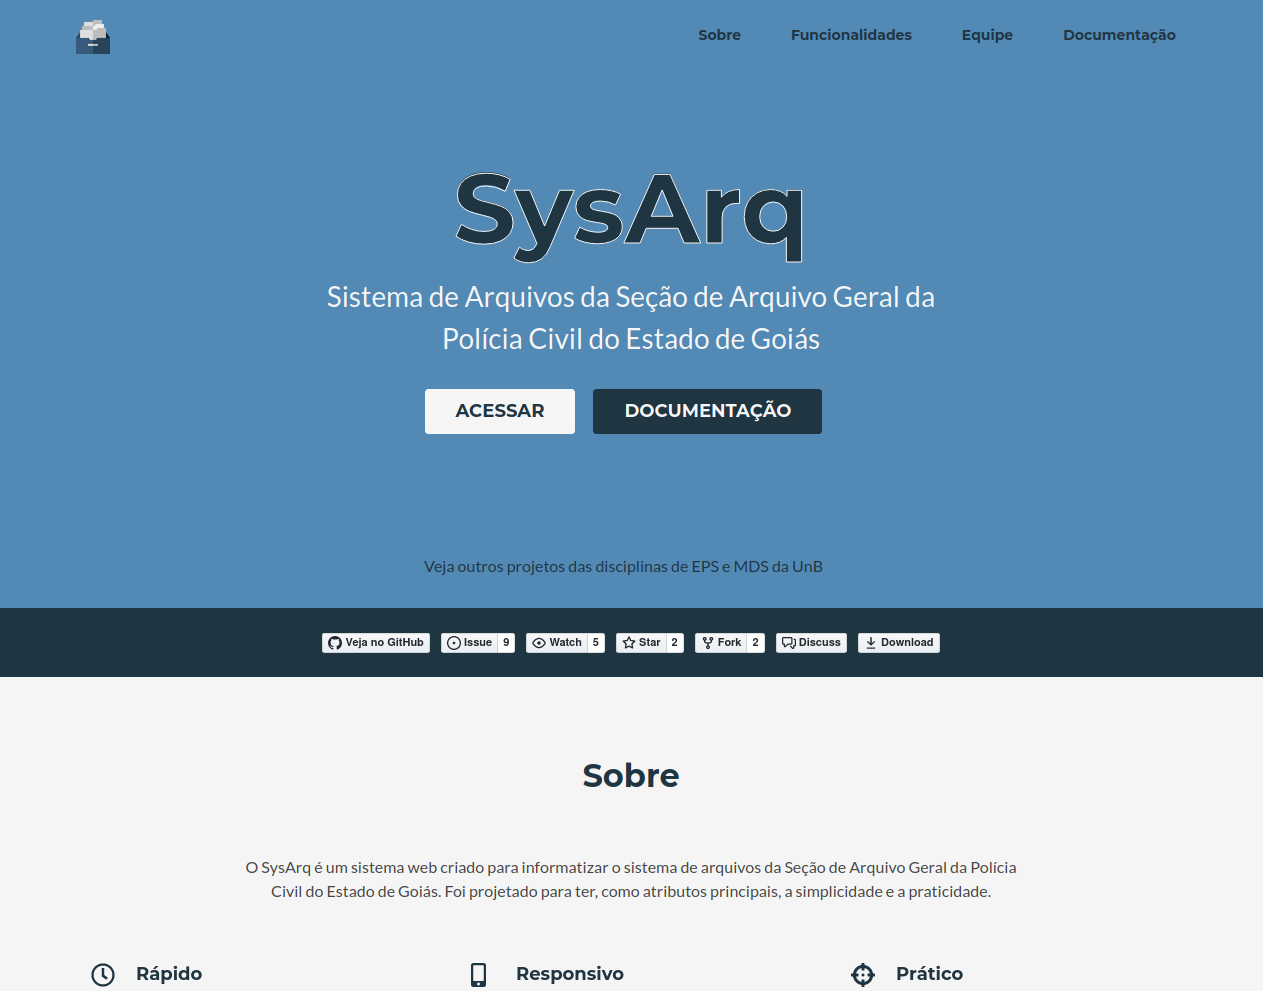 Sobre Funcionalidades Equipe Documentação
SysArq
Sistema de Arquivos da Seção de Arquivo Geral da
Polícia Civil do Estado de Goiás
ACESSAR DOCUMENTAÇÃO
Veja outros projetos das disciplinas de EPS e MDS da UnB
Veja no GitHub Issue 9 Watch 5 Star 2 Fork 2 Discuss Download
Sobre
O SysArq é um sistema web criado para informatizar o sistema de arquivos da Seção de Arquivo Geral da Polícia
Civil do Estado de Goiás. Foi projetado para ter, como atributos principais, a simplicidade e a praticidade.
Rápido Responsivo Prático